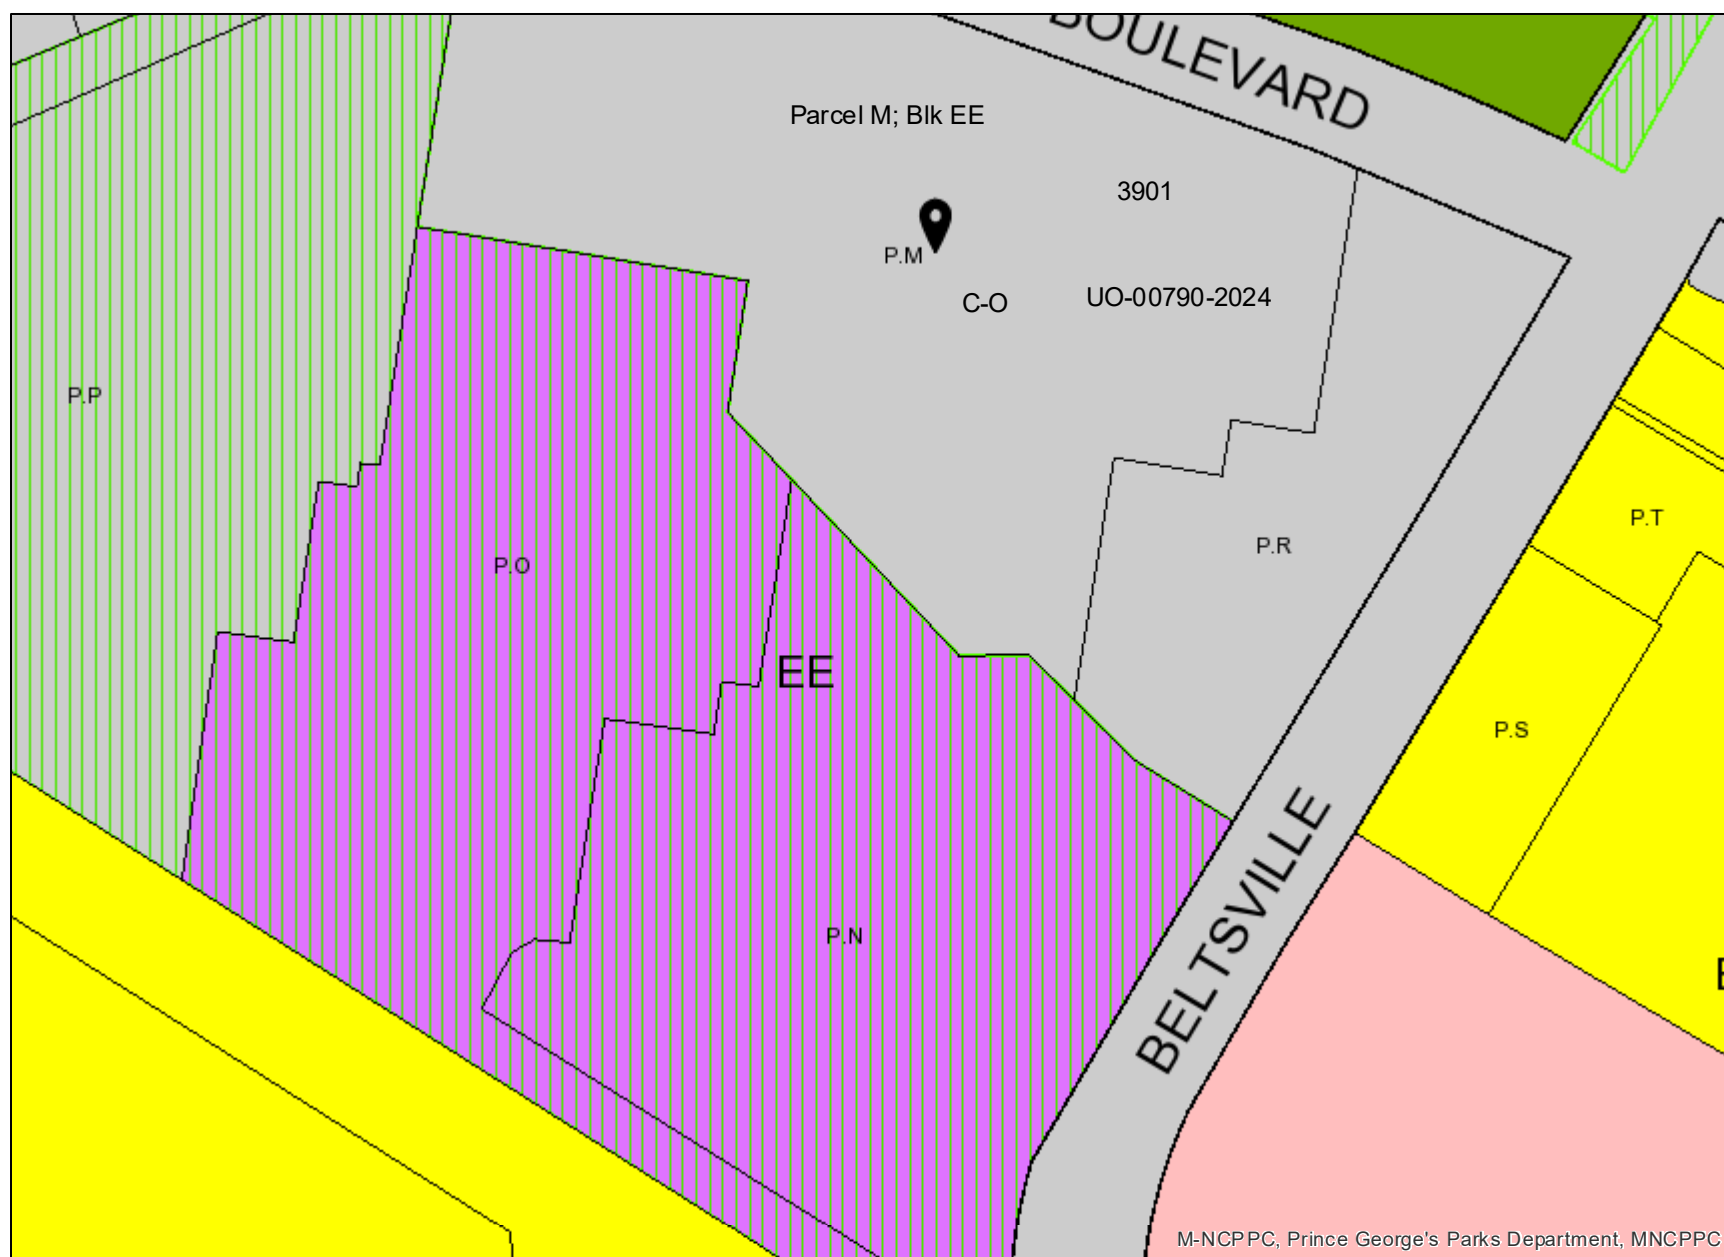 BOULEVARD
Parcel M; Blk EE
3901
P.M
C-O
UO-00790-2024
P.P
P.T
P.R
P.O
EE
P.S
BELTSVILLE
P.N
M-NCPPC, Prince George's Parks Department, MNCPPC